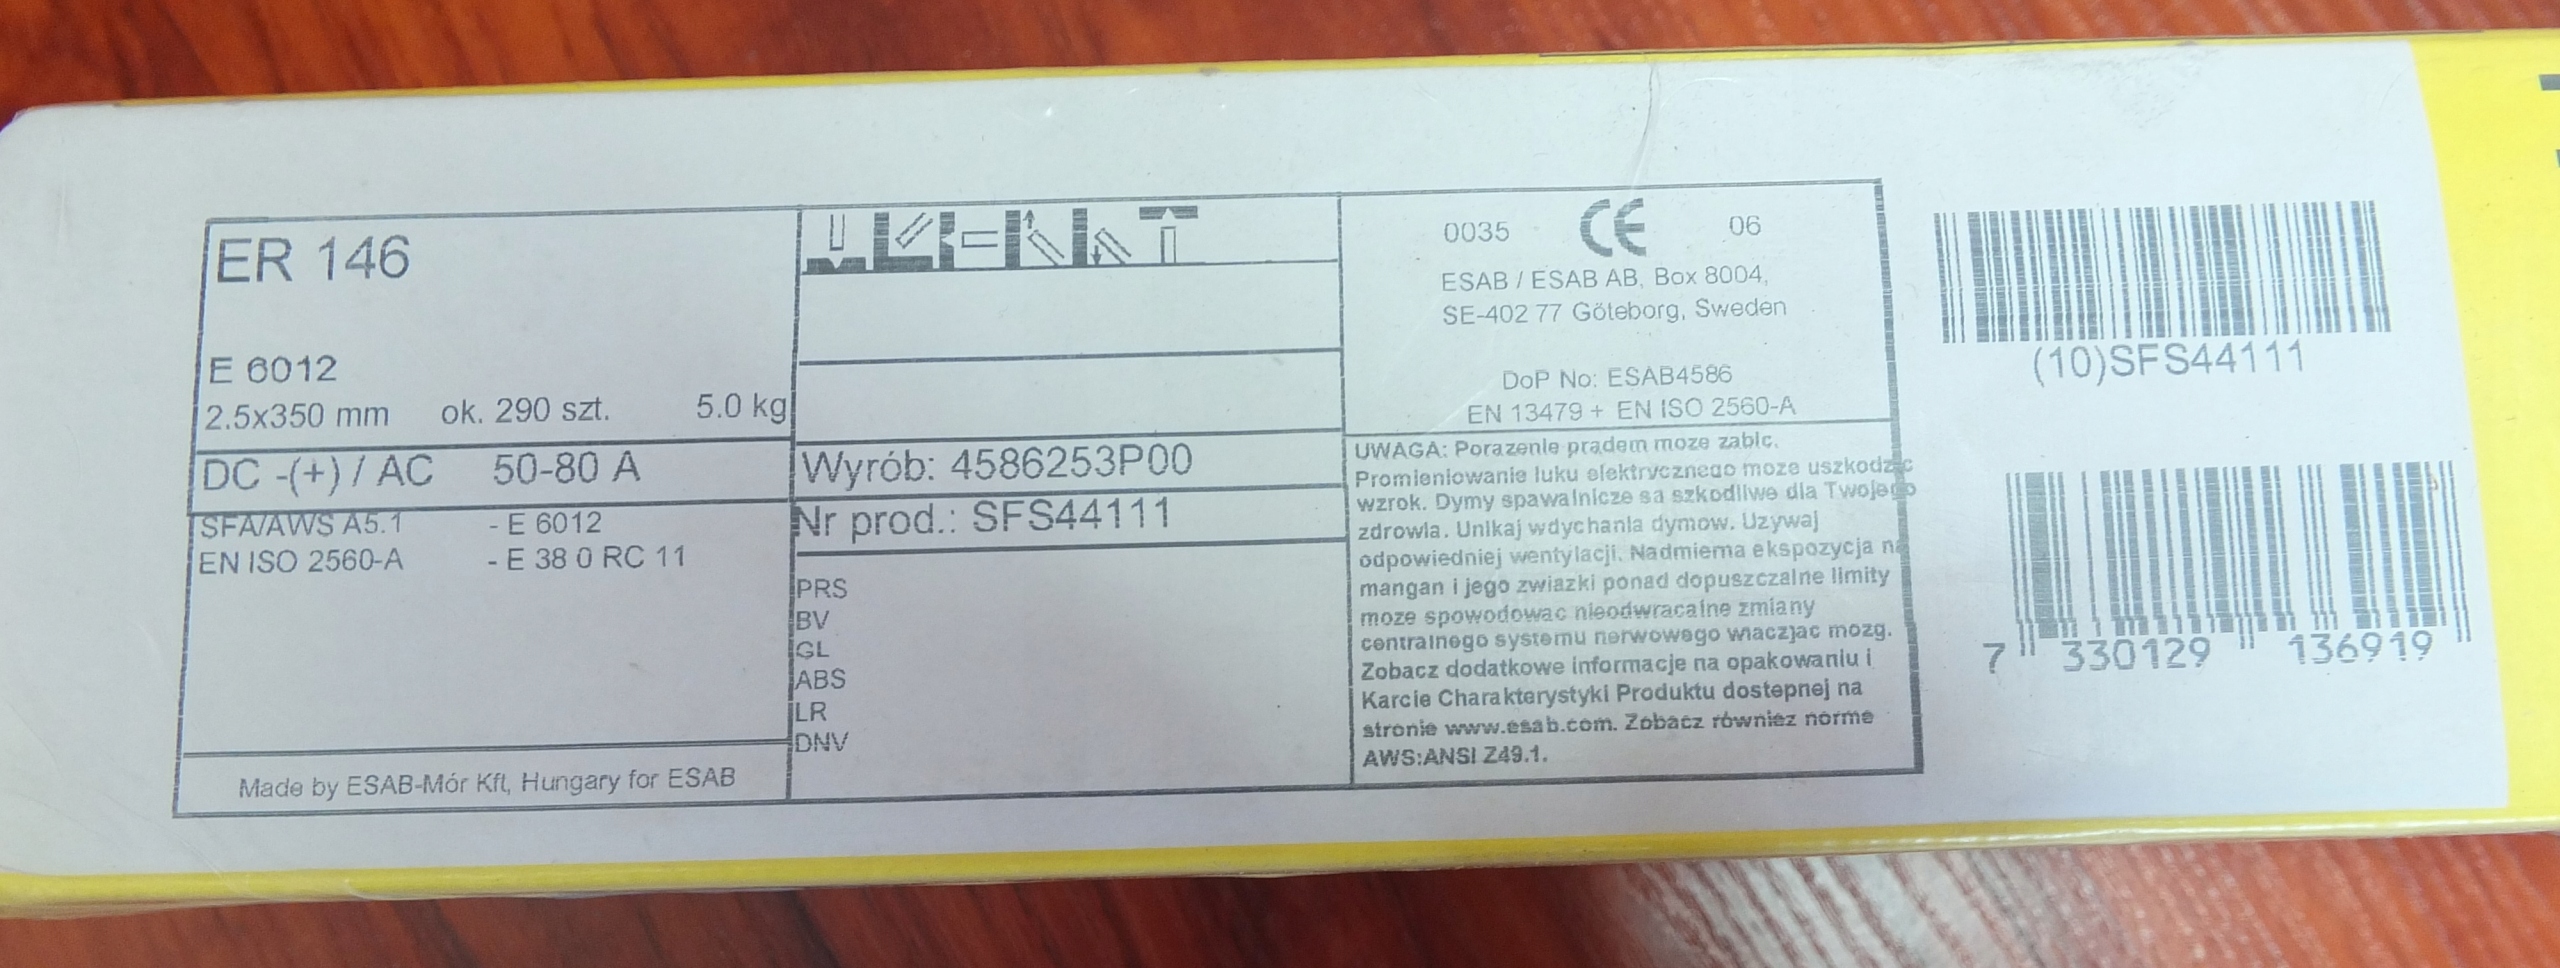 ER 146
E 6012
2.5x350 mm ok. 290 szt. 5.0 kg
DC -(+) / AC 50-80 A
SFA/AWS A5.1 - E 6012
EN ISO 2560-A - E 38 0 RC 11
Made by ESAB-Mór Kft, Hungary for ESAB
Wyrób: 4586253P00
Nr prod.: SFS44111
PRS
BV
GL
ABS
LR
DNV
0035 CE 06
ESAB / ESAB AB, Box 8004,
SE-402 77 Göteborg, Sweden
DoP No: ESAB4586
EN 13479 + EN ISO 2560-A
UWAGA: Porazenie pradem moze zabic.
Promieniowanie luku elektrycznego moze uszkodzic
wzrok. Dymy spawalnicze sa szkodliwe dla Twojego
zdrowia. Unikaj wdychania dymow. Uzywaj
odpowiedniej wentylacji. Nadmierna ekspozycja na
mangan i jego zwiazki ponad dopuszczalne limity
moze spowodowac nieodwracalne zmiany
centralnego systemu nerwowego wlaczjac mozg.
Zobacz dodatkowe informacje na opakowaniu i
Karcie Charakterystyki Produktu dostepnej na
stronie www.esab.com. Zobacz równiez norme
AWS:ANSI Z49.1.
(10)SFS44111
7 330129 136919